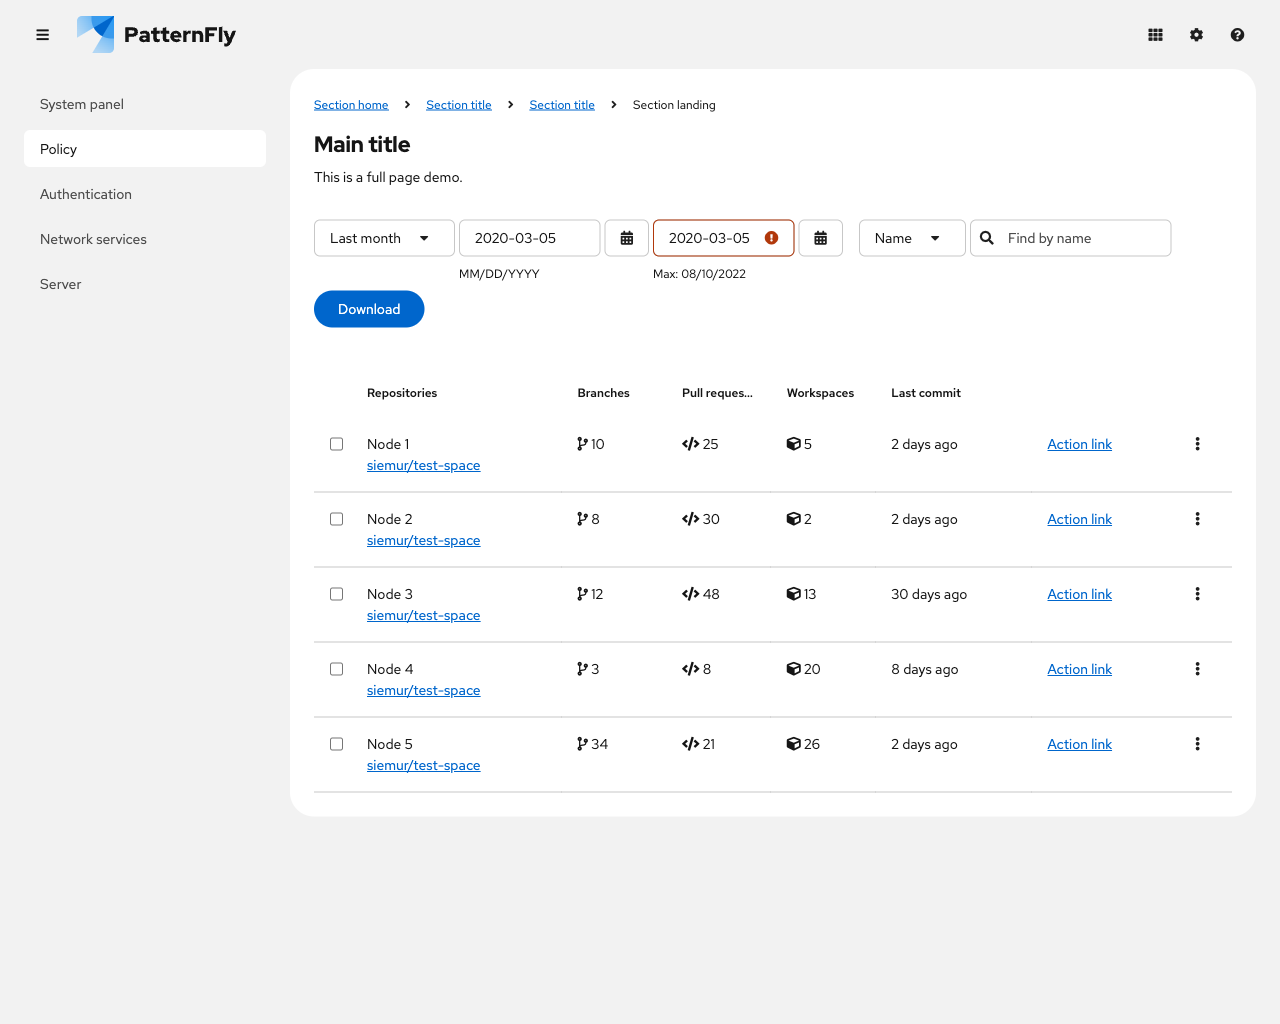 PatternFly
System panel
Policy
Authentication
Network services
Server
Section home Section title Section title Section landing
Main title
This is a full page demo.
Last month 2020-03-05 2020-03-05 Name Find by name
MM/DD/YYYY Max: 08/10/2022
Download
Repositories Branches Pull reques... Workspaces Last commit
Node 1 10 25 5 2 days ago Action link
siemur/test-space
Node 2 8 30 2 2 days ago Action link
siemur/test-space
Node 3 12 48 13 30 days ago Action link
siemur/test-space
Node 4 3 8 20 8 days ago Action link
siemur/test-space
Node 5 34 21 26 2 days ago Action link
siemur/test-space